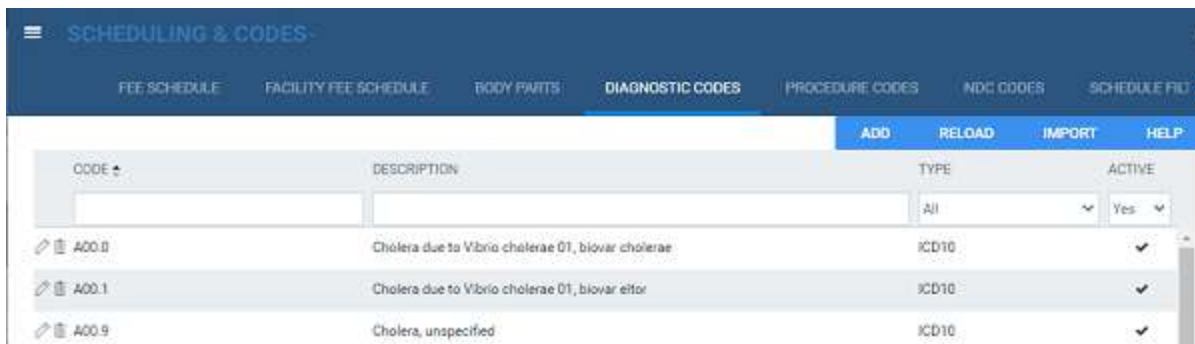 SCHEDULING & CODES-
FEE SCHEDULE FACILITY FEE SCHEDULE BODY PARTS DIAGNOSTIC CODES PROCEDURE CODES NDC CODES SCHEDULE FIL
ADD RELOAD IMPORT HELP
CODE DESCRIPTION TYPE ACTIVE
All Yes
A00.0 Cholera due to Vibrio cholerae 01, biovar cholerae ICD10
A00.1 Cholera due to Vibrio cholerae 01, biovar eltor ICD10
A00.9 Cholera, unspecified ICD10